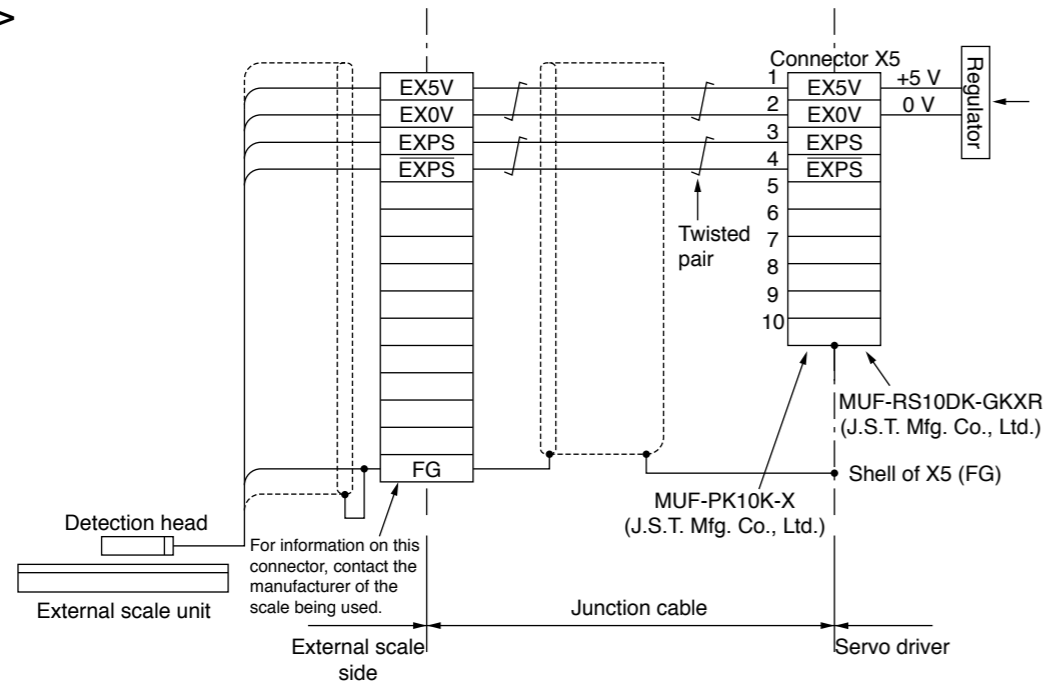 >
Connector X5
EX5V
EX0V
EXPS
E̅X̅P̅S̅
FG
1
2
3
4
5
6
7
8
9
10
EX5V
EX0V
EXPS
E̅X̅P̅S̅
+5 V
0 V
Regulator
Twisted
pair
MUF-RS10DK-GKXR
(J.S.T. Mfg. Co., Ltd.)
Shell of X5 (FG)
MUF-PK10K-X
(J.S.T. Mfg. Co., Ltd.)
Detection head
External scale unit
For information on this
connector, contact the
manufacturer of the
scale being used.
Junction cable
External scale
side
Servo driver